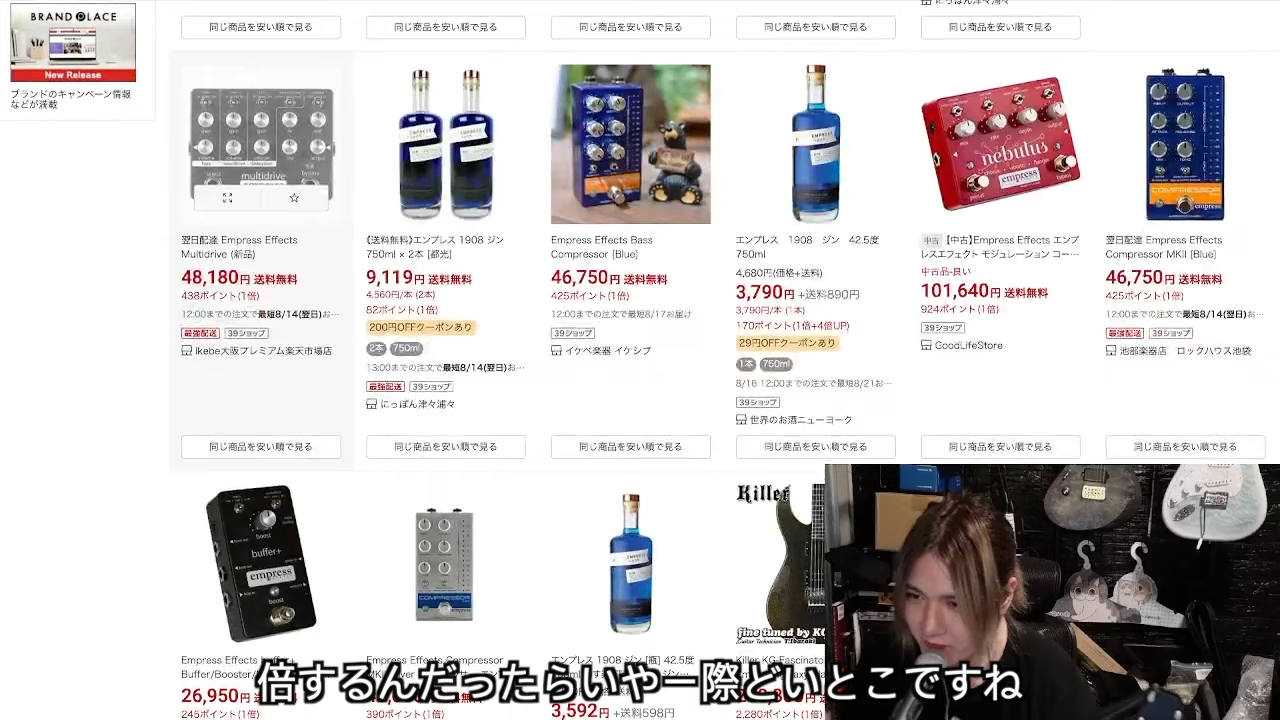 BRAND PLACE
New Release
ブランドのキャンペーン情報
などが満載
同じ商品を安い順で見る
同じ商品を安い順で見る
同じ商品を安い順で見る
同じ商品を安い順で見る
にっぽん津々浦々
同じ商品を安い順で見る
multidrive
翌日配達 Empress Effects
Multidrive (新品)
48,180円 送料無料
438ポイント(1倍)
12:00までの注文で最短8/14(翌日)お…
最強配送 39ショップ
Ikebe大阪プレミアム楽天市場店
同じ商品を安い順で見る
《送料無料》エンプレス 1908 ジン
750ml × 2本 [都光]
9,119円 送料無料
4,560円/本 (2本)
82ポイント(1倍)
200円OFFクーポンあり
2本 750ml
13:00までの注文で最短8/14(翌日)お…
最強配送 39ショップ
にっぽん津々浦々
同じ商品を安い順で見る
Empress Effects Bass
Compressor [Blue]
46,750円 送料無料
425ポイント(1倍)
12:00までの注文で最短8/17お届け
39ショップ
イケベ楽器 イケシブ
同じ商品を安い順で見る
エンプレス 1908 ジン 42.5度
750ml
4,680円(価格+送料)
3,790円 +送料890円
3,790円/本 (1本)
170ポイント(1倍+4倍UP)
29円OFFクーポンあり
1本 750ml
8/16 12:00までの注文で最短8/21お…
39ショップ
世界のお酒ニューヨーク
同じ商品を安い順で見る
nebulus
empress
中古 【中古】Empress Effects エンプ
レスエフェクト モジュレーション コー…
中古品-良い
101,640円 送料無料
924ポイント(1倍)
39ショップ
GoodLifeStore
同じ商品を安い順で見る
COMPRESSOR
empress
翌日配達 Empress Effects
Compressor MKII [Blue]
46,750円 送料無料
425ポイント(1倍)
12:00までの注文で最短8/14(翌日)お…
最強配送 39ショップ
池部楽器店 ロックハウス池袋
同じ商品を安い順で見る
boost
buffer+
empress
boost
Empress Effects
Buffer/Booster/
26,950円
245ポイント(1倍)
COMPRESSOR
Empress Effects Compressor
390ポイント(1倍)
エンプレス 1908 ジン [瓶] 42.5度
3,592円 +送料598円
Killer
fine tuned by
Killer KG-Fascinato
2,280ポイント(1倍)
倍するんだったらいや一際どいとこですね